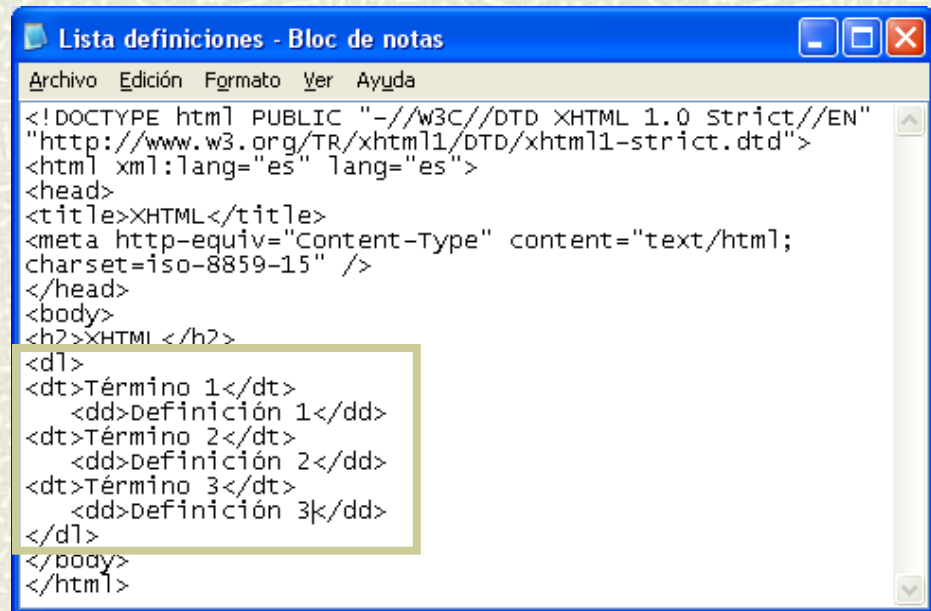 Lista definiciones - Bloc de notas
Archivo Edición Formato Ver Ayuda
<!DOCTYPE html PUBLIC "-//W3C//DTD XHTML 1.0 Strict//EN"
"http://www.w3.org/TR/xhtml1/DTD/xhtml1-strict.dtd">
<html xml:lang="es" lang="es">
<head>
<title>XHTML</title>
<meta http-equiv="Content-Type" content="text/html;
charset=iso-8859-15" />
</head>
<body>
<h2>XHTML</h2>
<dl>
<dt>Término 1</dt>
   <dd>Definición 1</dd>
<dt>Término 2</dt>
   <dd>Definición 2</dd>
<dt>Término 3</dt>
   <dd>Definición 3</dd>
</dl>
</body>
</html>